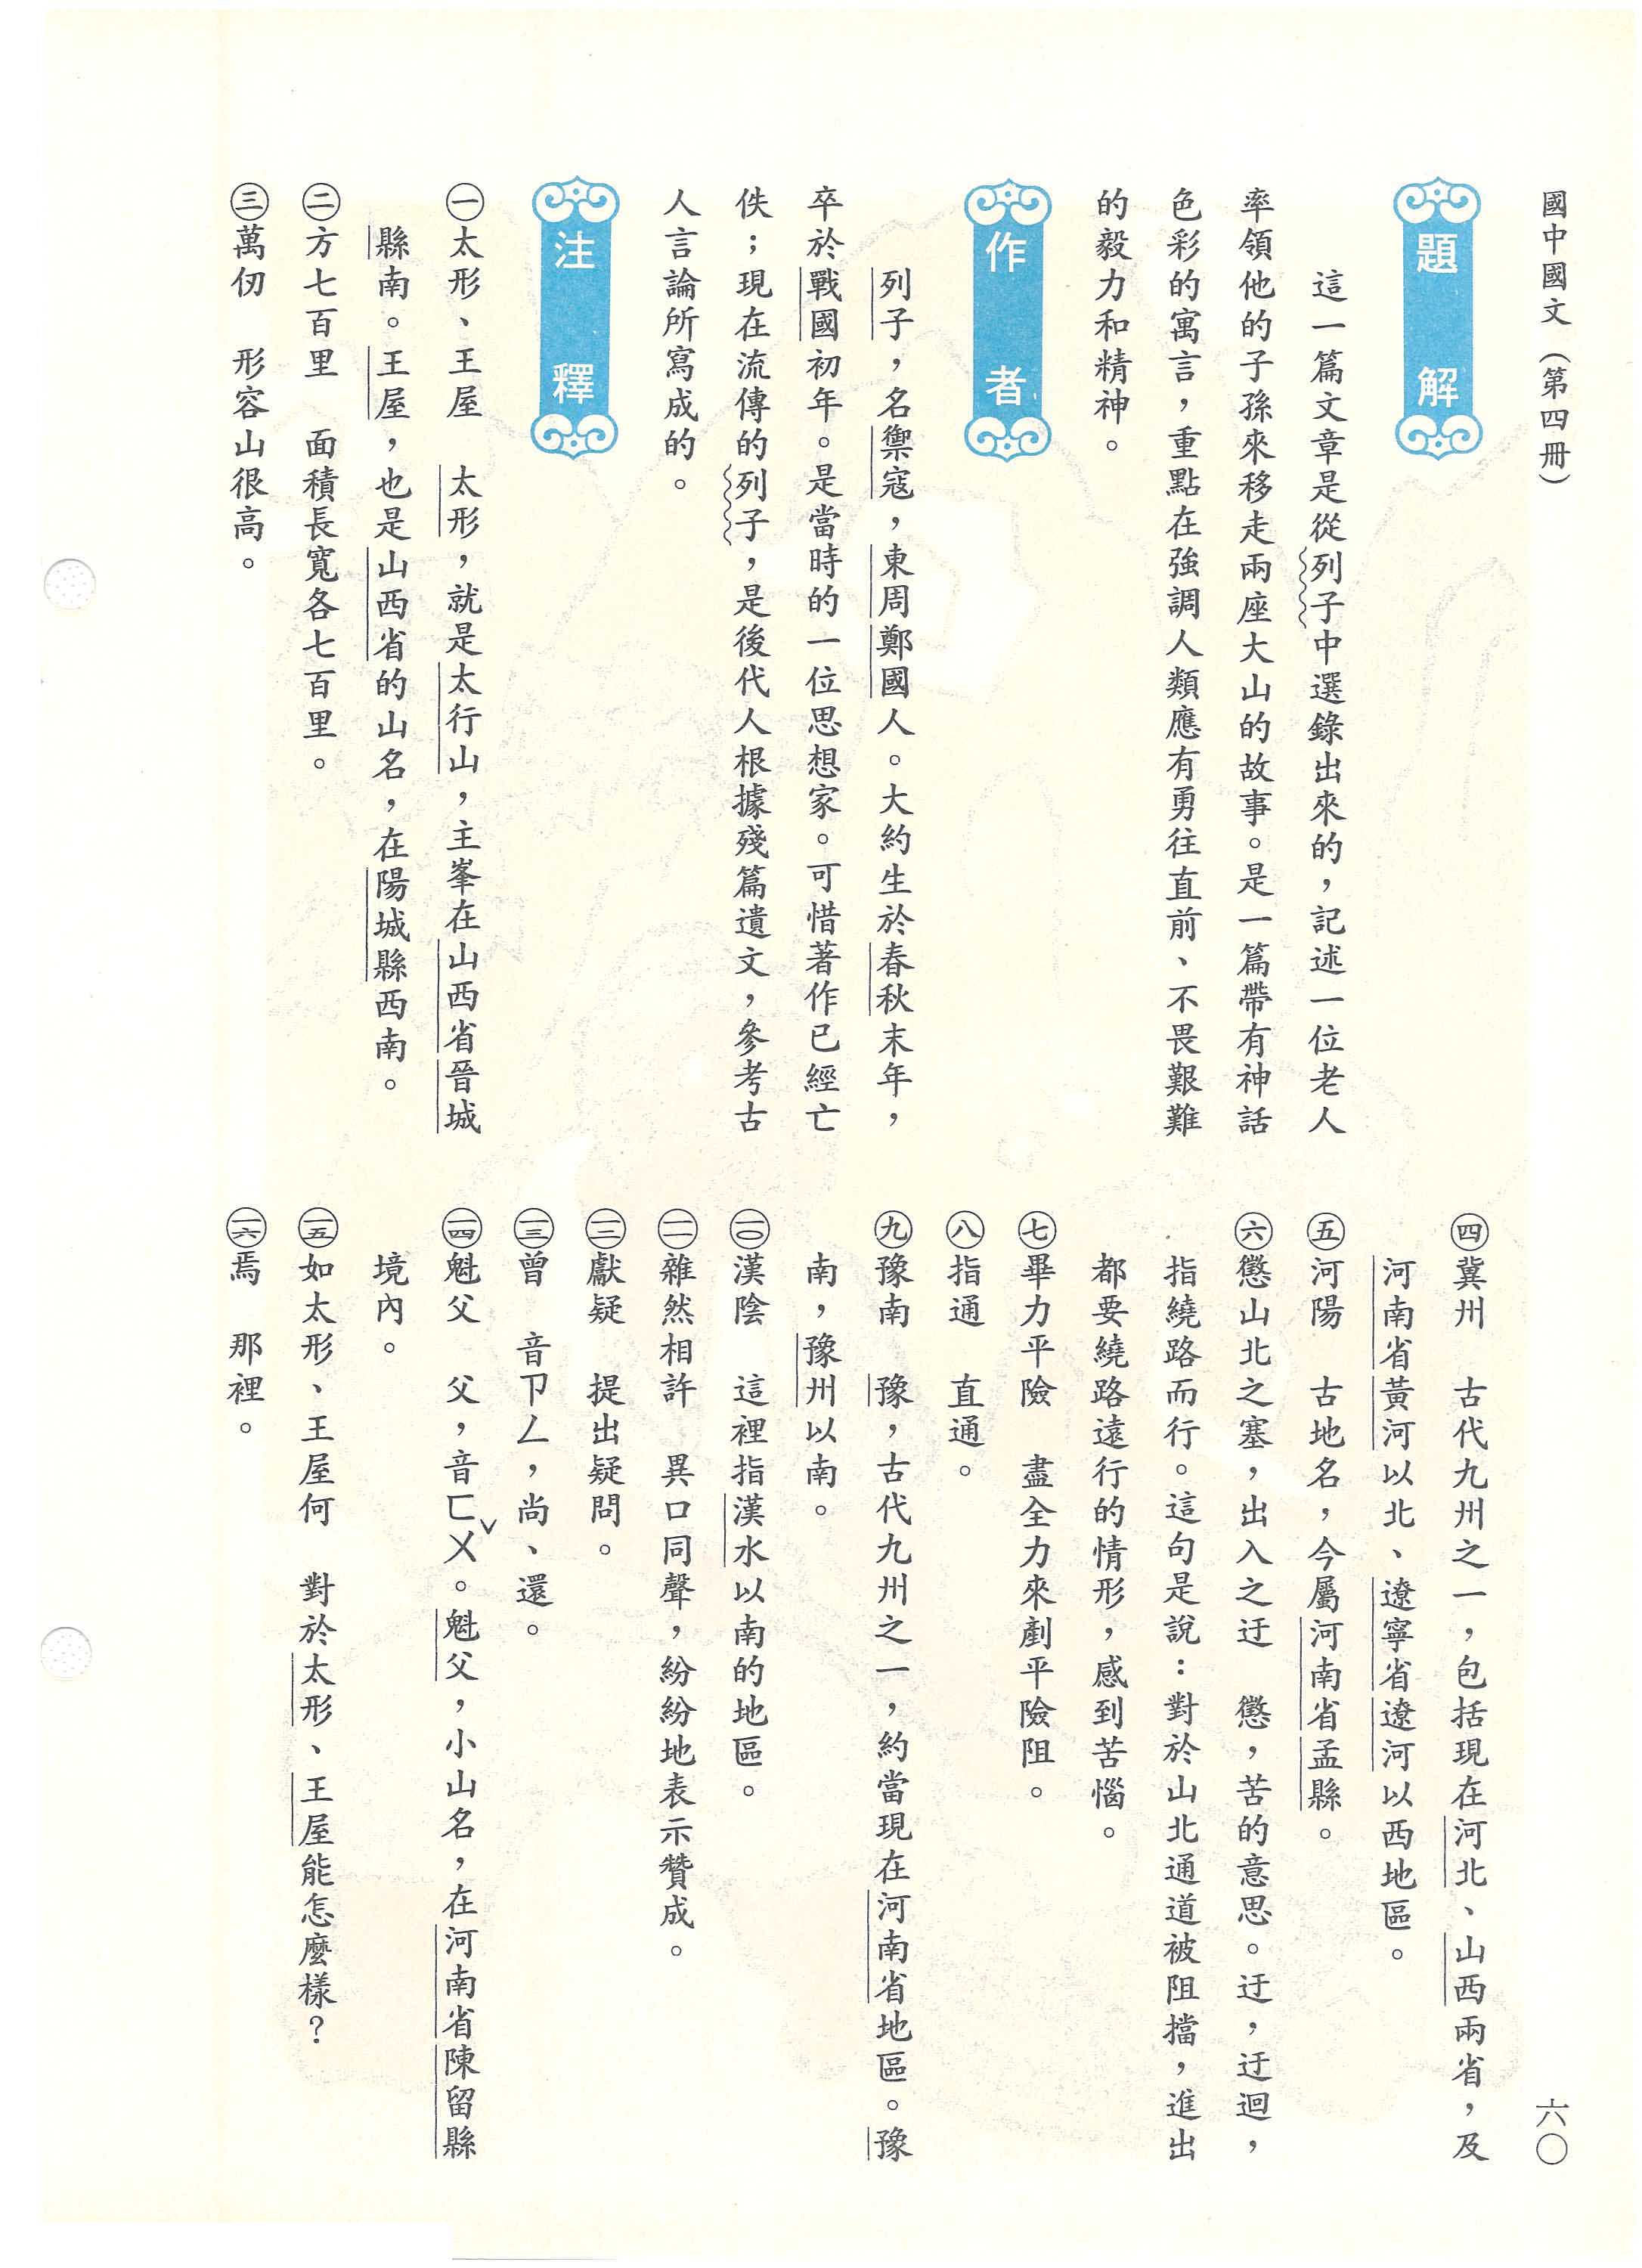 國中國文（第四冊）
題解
這一篇文章是從列子中選錄出來的，記述一位老人
率領他的子孫來移走兩座大山的故事。是一篇帶有神話
色彩的寓言，重點在強調人類應有勇往直前、不畏艱難
的毅力和精神。
作者
列子，名禦寇，東周鄭國人。大約生於春秋末年，
卒於戰國初年。是當時的一位思想家。可惜著作已經亡
佚；現在流傳的列子，是後代人根據殘篇遺文，參考古
人言論所寫成的。
注釋
㊀太形、王屋　太形，就是太行山，主峯在山西省晉城
縣南。王屋，也是山西省的山名，在陽城縣西南。
㊁方七百里　面積長寬各七百里。
㊂萬仞　形容山很高。
㊃冀州　古代九州之一，包括現在河北、山西兩省，及
河南省黃河以北、遼寧省遼河以西地區。
㊄河陽　古地名，今屬河南省孟縣。
㊅懲山北之塞，出入之迂　懲，苦的意思。迂，迂迴，
指繞路而行。這句是說：對於山北通道被阻擋，進出
都要繞路遠行的情形，感到苦惱。
㊆畢力平險　盡全力來剷平險阻。
㊇指通　直通。
㊈豫南　豫，古代九州之一，約當現在河南省地區。豫
南，豫州以南。
一〇漢陰　這裡指漢水以南的地區。
一一雜然相許　異口同聲，紛紛地表示贊成。
一二獻疑　提出疑問。
一三曾　音ㄗㄥ，尚、還。
一四魁父　父，音ㄈㄨˇ。魁父，小山名，在河南省陳留縣
境內。
一五如太形、王屋何　對於太形、王屋能怎麼樣？
一六焉　那裡。
六〇